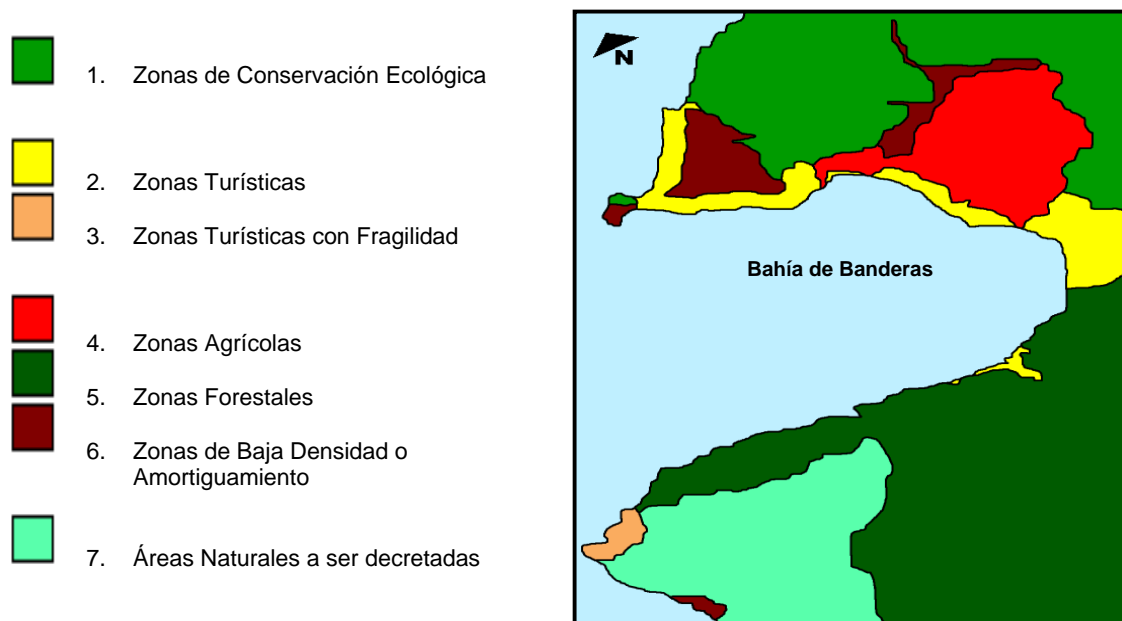 1. Zonas de Conservación Ecológica
2. Zonas Turísticas
3. Zonas Turísticas con Fragilidad
4. Zonas Agrícolas
5. Zonas Forestales
6. Zonas de Baja Densidad o
Amortiguamiento
7. Áreas Naturales a ser decretadas
N
Bahía de Banderas